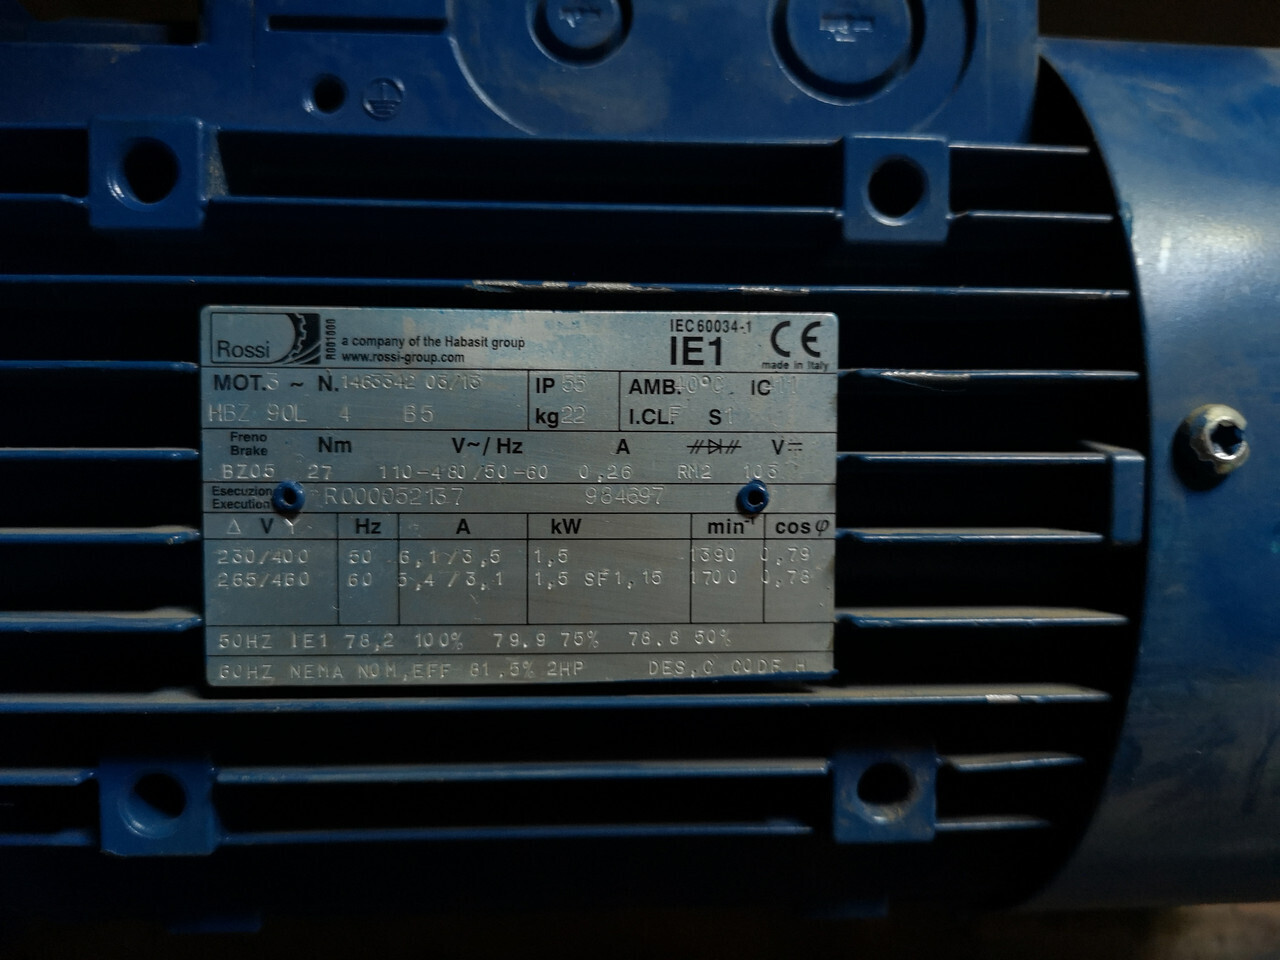 Rossi
R001000
a company of the Habasit group
www.rossi-group.com
IEC 60034-1
IE1
CE
made in Italy
MOT. 3 ~ N. 1463342 03/13 IP 55 AMB. 40°C IC 411
HBZ 90L 4 B5 kg 22 I.CL. F S1
Freno Brake Nm V~/Hz A V
BZ05 27 110-480/50-60 0,26 RM2 103
Esecuzione Execution R000052137 984697
Δ V Y Hz A kW min-1 cos φ
230/400 50 6,1/3,5 1,5 1390 0,79
265/460 60 5,4/3,1 1,5 SF1,15 1700 0,78
50HZ IE1 78,2 100% 79.9 75% 78.8 50%
60HZ NEMA NOM.EFF 81,5% 2HP DES.C CODE H